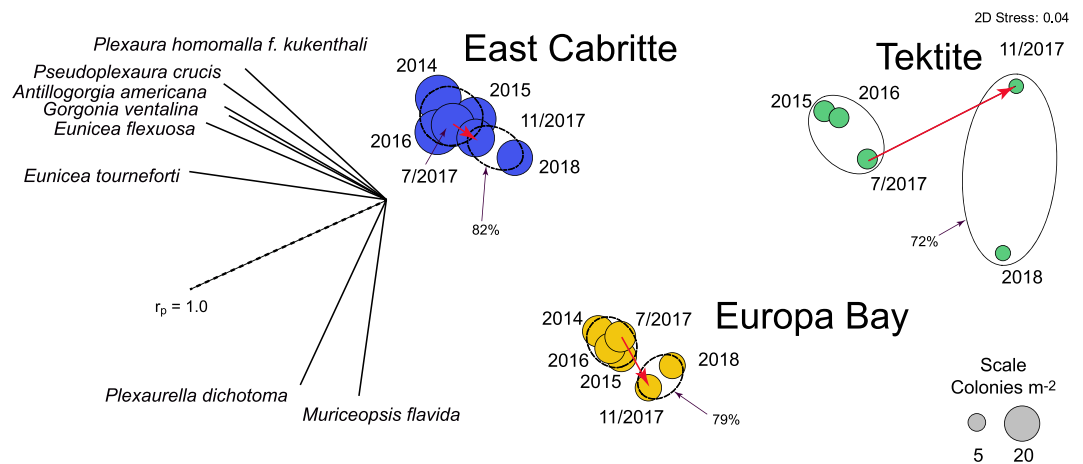 2D Stress: 0.04
East Cabritte
Tektite
11/2017
Plexaura homomalla f. kukenthali
Pseudoplexaura crucis
Antillogorgia americana
Gorgonia ventalina
Eunicea flexuosa
Eunicea tourneforti
rp = 1.0
Plexaurella dichotoma
Muriceopsis flavida
2014
2015
2016
11/2017
7/2017
2018
82%
2015
2016
7/2017
72%
2018
Europa Bay
2014
7/2017
2016
2015
2018
11/2017
79%
Scale
Colonies m-2
5 20